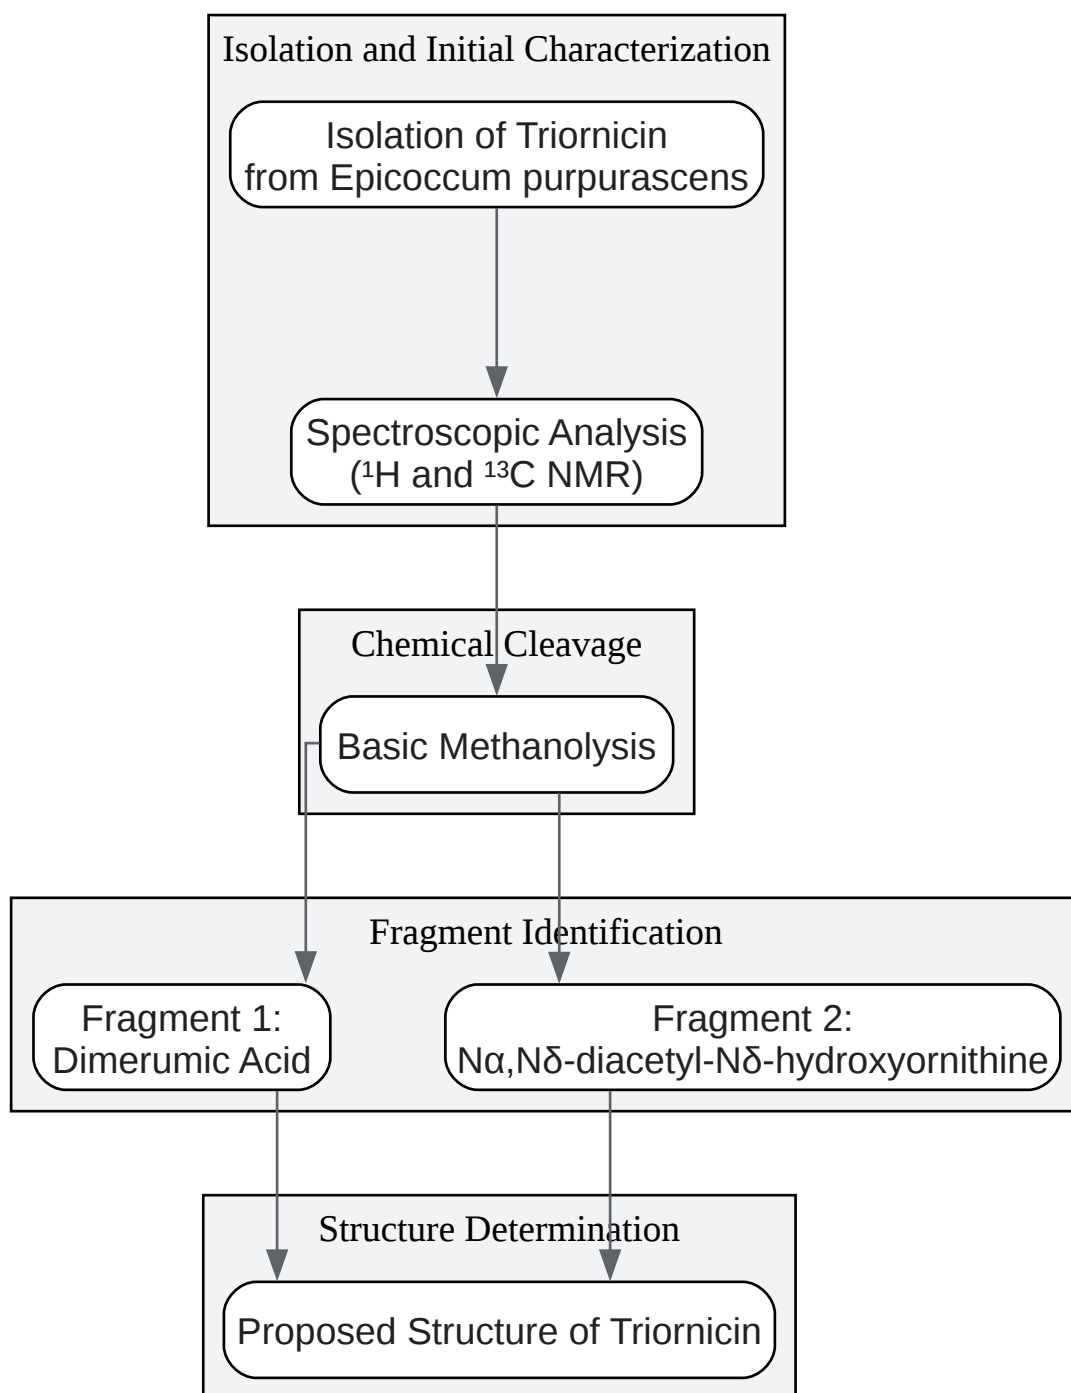 Isolation and Initial Characterization
Isolation of Triornicin
from Epicoccum purpurascens
Spectroscopic Analysis
(¹H and ¹³C NMR)
Chemical Cleavage
Basic Methanolysis
Fragment Identification
Fragment 1:
Dimerumic Acid
Fragment 2:
Nα,Nδ-diacetyl-Nδ-hydroxyornithine
Structure Determination
Proposed Structure of Triornicin